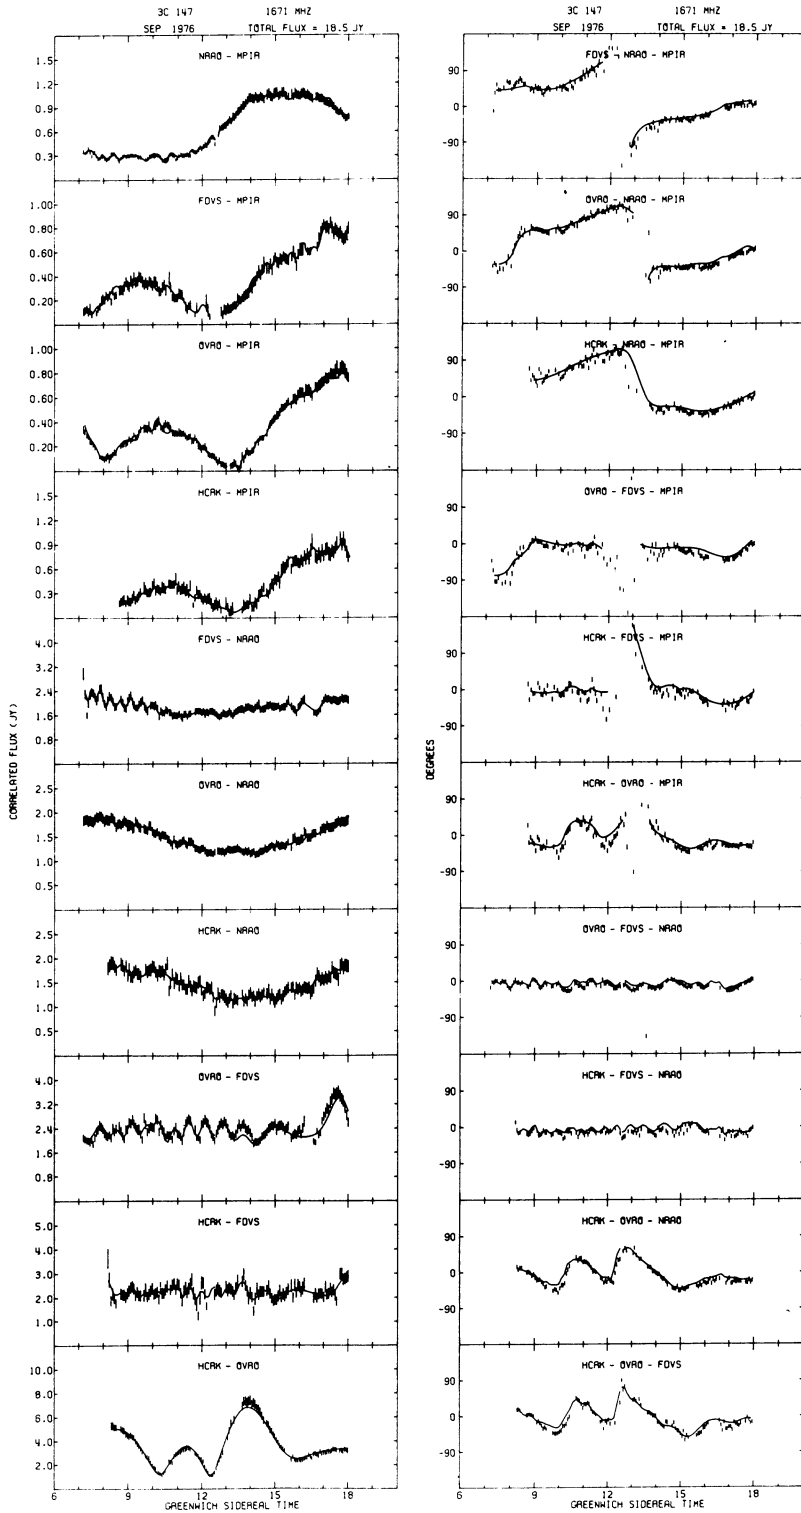 3C 147 1671 MHZ
SEP 1976 TOTAL FLUX = 18.5 JY
NRAO - MPIR
1.5
1.2
0.9
0.6
0.3
FDVS - MPIR
1.00
0.80
0.60
0.40
0.20
OVRO - MPIR
1.00
0.80
0.60
0.40
0.20
HCRK - MPIR
1.5
1.2
0.9
0.6
0.3
FDVS - NRAO
4.0
3.2
2.4
1.6
0.8
CORRELATED FLUX (JY)
OVRO - NRAO
2.5
2.0
1.5
1.0
0.5
HCRK - NRAO
2.5
2.0
1.5
1.0
0.5
OVRO - FDVS
4.0
3.2
2.4
1.6
0.8
HCRK - FDVS
5.0
4.0
3.0
2.0
1.0
HCRK - OVRO
10.0
8.0
6.0
4.0
2.0
6 9 12 15 18
GREENWICH SIDEREAL TIME
3C 147 1671 MHZ
SEP 1976 TOTAL FLUX = 18.5 JY
FDVS - NRAO - MPIR
90
0
-90
OVRO - NRAO - MPIR
90
0
-90
HCRK - NRAO - MPIR
90
0
-90
OVRO - FDVS - MPIR
90
0
-90
HCRK - FDVS - MPIR
90
0
-90
DEGREES
HCRK - OVRO - MPIR
90
0
-90
OVRO - FDVS - NRAO
90
0
-90
HCRK - FDVS - NRAO
90
0
-90
HCRK - OVRO - NRAO
90
0
-90
HCRK - OVRO - FDVS
90
0
-90
6 9 12 15 18
GREENWICH SIDEREAL TIME